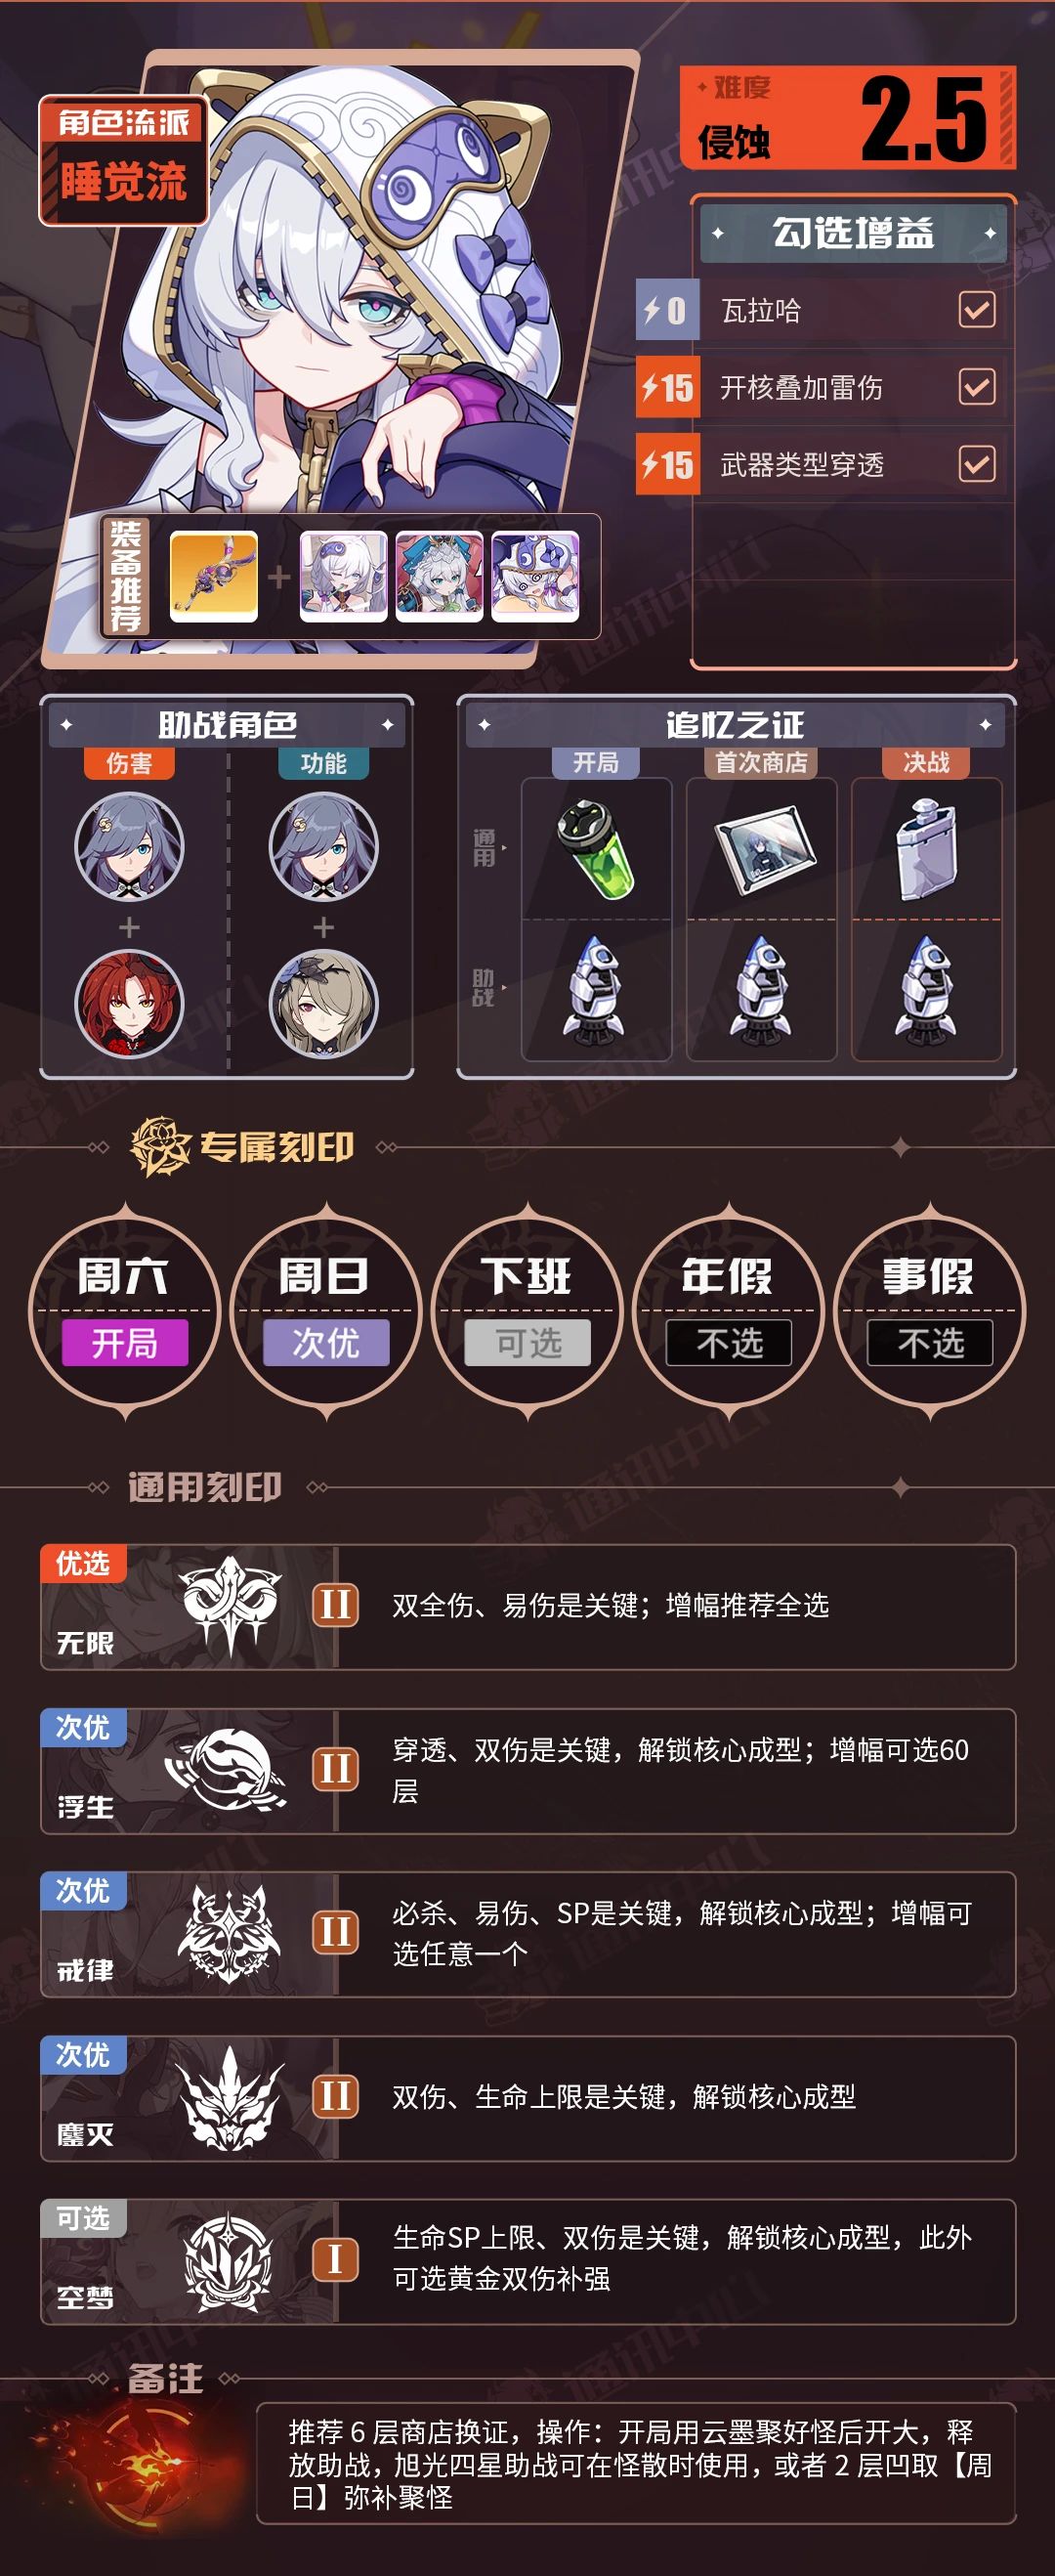 角色流派
睡觉流
难度
侵蚀
2.5
勾选增益
0
瓦拉哈
15
开核叠加雷伤
15
武器类型穿透
装备推荐
助战角色
伤害
功能
追忆之证
开局
首次商店
决战
通用
助战
专属刻印
周六
开局
周日
次优
下班
可选
年假
不选
事假
不选
通用刻印
优选
无限
II
双全伤、易伤是关键；增幅推荐全选
次优
浮生
II
穿透、双伤是关键，解锁核心成型；增幅可选60
层
次优
戒律
II
必杀、易伤、SP是关键，解锁核心成型；增幅可
选任意一个
次优
鏖灭
II
双伤、生命上限是关键，解锁核心成型
可选
空梦
I
生命SP上限、双伤是关键，解锁核心成型，此外
可选黄金双伤补强
备注
推荐 6 层商店换证，操作：开局用云墨聚好怪后开大，释
放助战，旭光四星助战可在怪散时使用，或者 2 层凹取【周
日】弥补聚怪
通讯中心